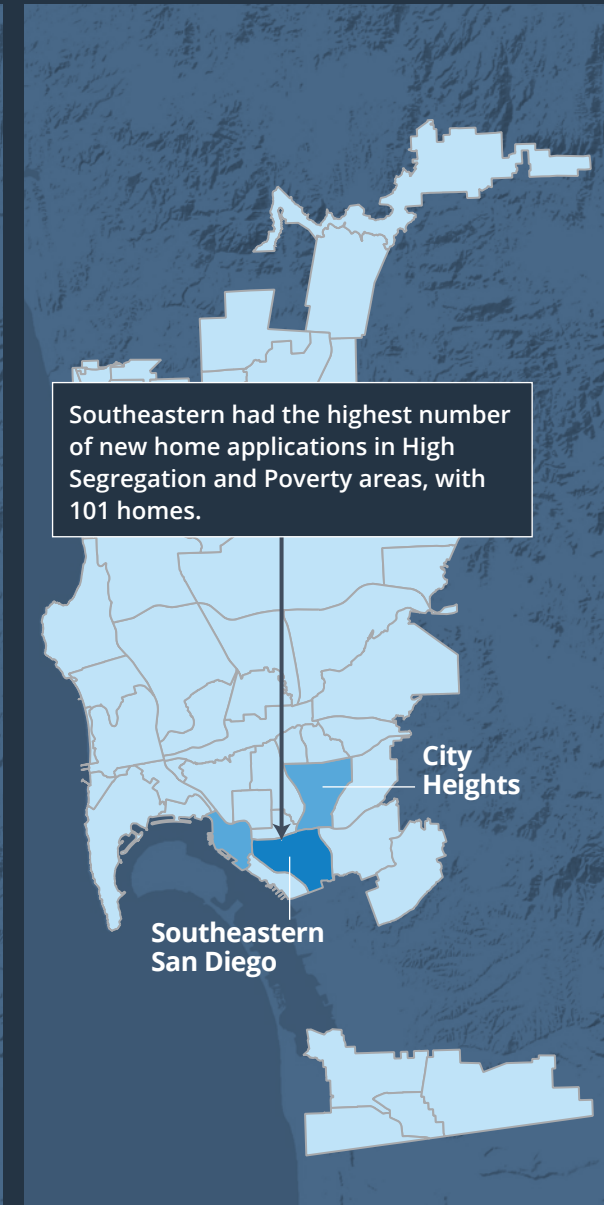 Southeastern had the highest number
of new home applications in High
Segregation and Poverty areas, with
101 homes.
City
Heights
Southeastern
San Diego